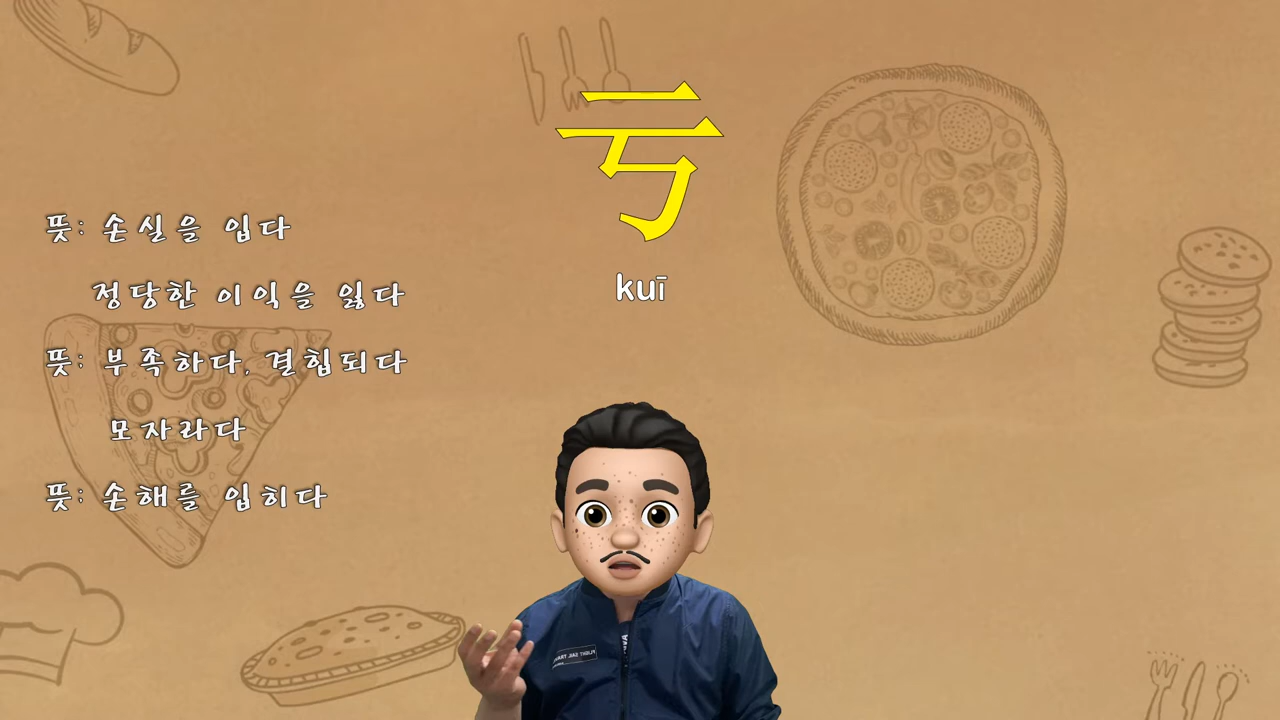 亏
kuī
뜻: 손실을 입다
정당한 이익을 잃다
뜻: 부족하다, 결힙되다
모자라다
뜻: 손해를 입히다